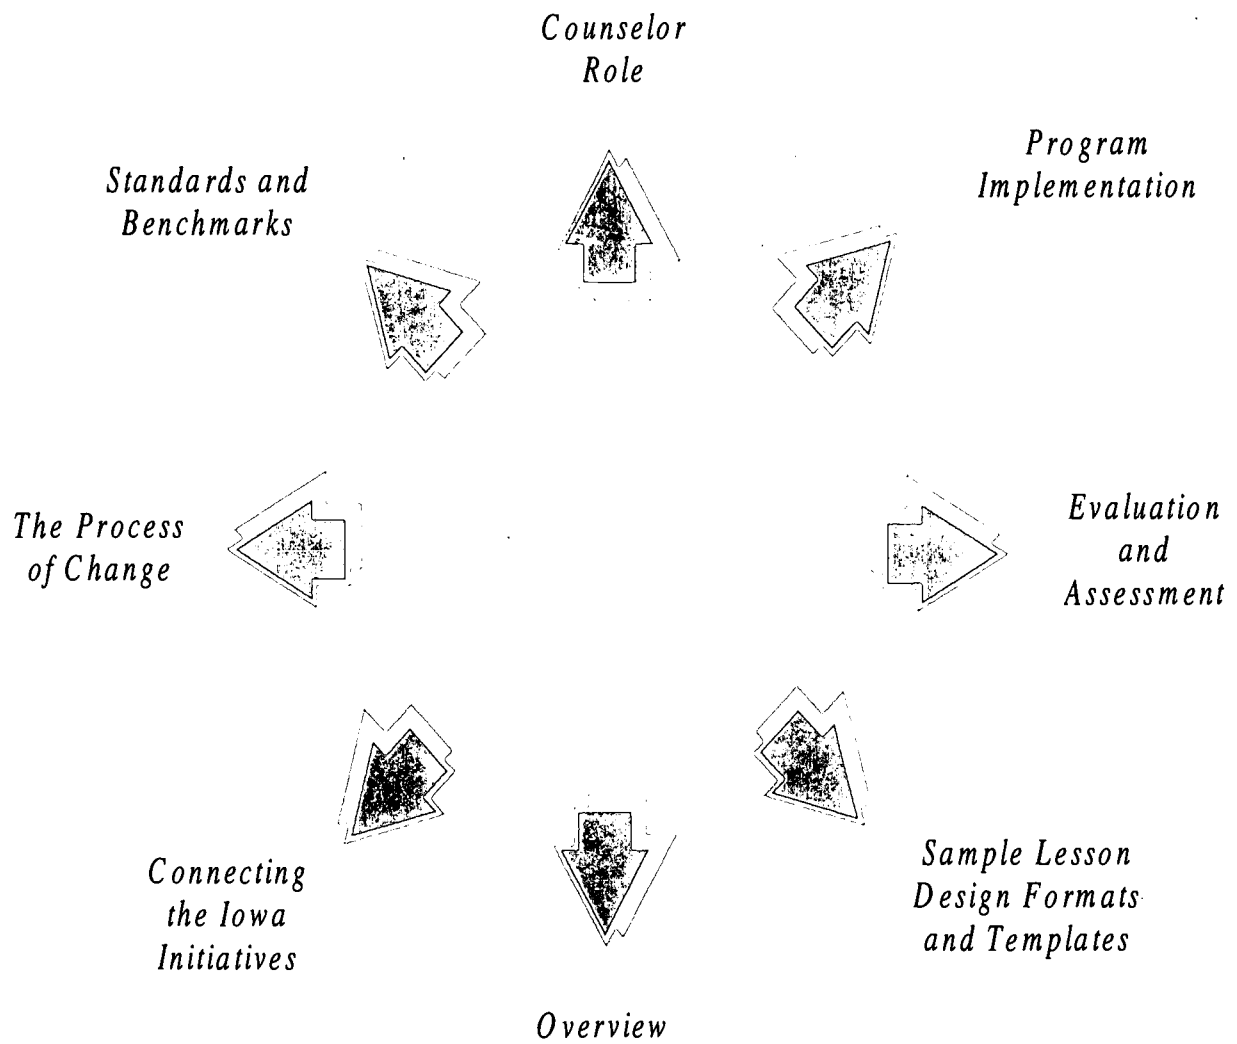 Counselor
Role
Program
Implementation
Standards and
Benchmarks
Evaluation
and
Assessment
The Process
of Change
Sample Lesson
Design Formats
and Templates
Connecting
the Iowa
Initiatives
Overview